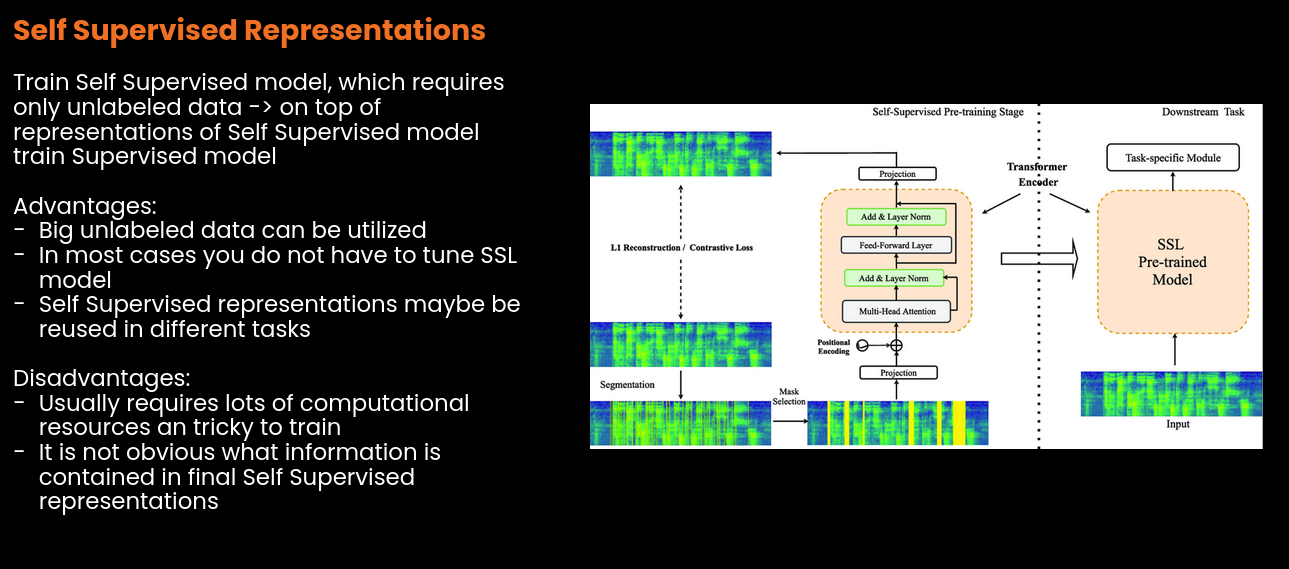 Self Supervised Representations
Train Self Supervised model, which requires
only unlabeled data -> on top of
representations of Self Supervised model
train Supervised model
Advantages:
- Big unlabeled data can be utilized
- In most cases you do not have to tune SSL
model
- Self Supervised representations maybe be
reused in different tasks
Disadvantages:
- Usually requires lots of computational
resources an tricky to train
- It is not obvious what information is
contained in final Self Supervised
representations
Self-Supervised Pre-training Stage
Downstream Task
Projection
Transformer
Encoder
Task-specific Module
Add & Layer Norm
Feed-Forward Layer
Add & Layer Norm
Multi-Head Attention
L1 Reconstruction / Contrastive Loss
SSL
Pre-trained
Model
Positional
Encoding
Projection
Segmentation
Mask
Selection
Input